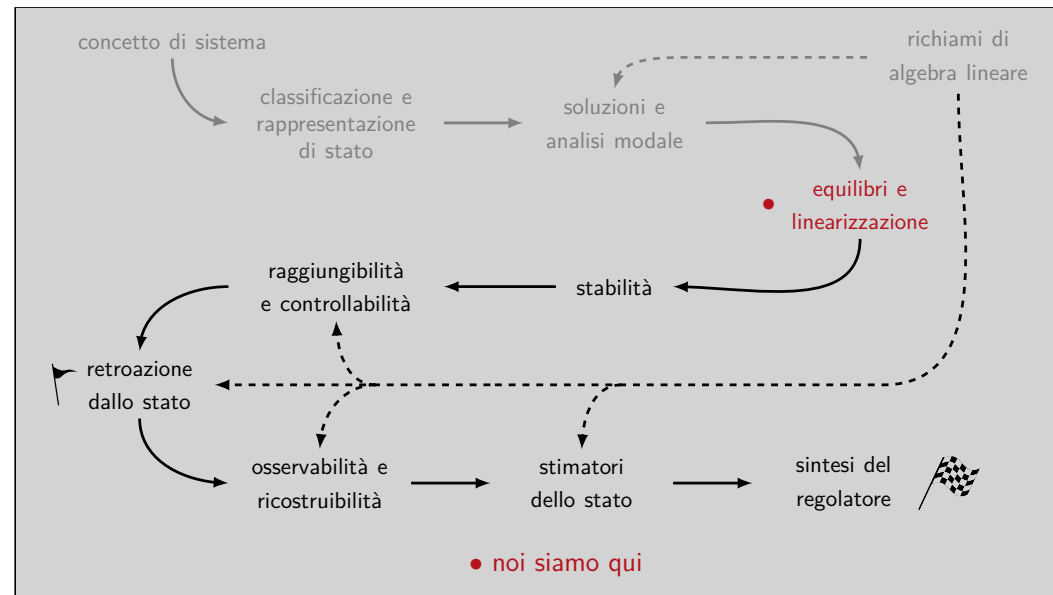 concetto di sistema
richiami di
algebra lineare
classificazione e
rappresentazione
di stato
soluzioni e
analisi modale
equilibri e
linearizzazione
raggiungibilità
e controllabilità
stabilità
retroazione
dallo stato
osservabilità e
ricostruibilità
stimatori
dello stato
sintesi del
regolatore
• noi siamo qui